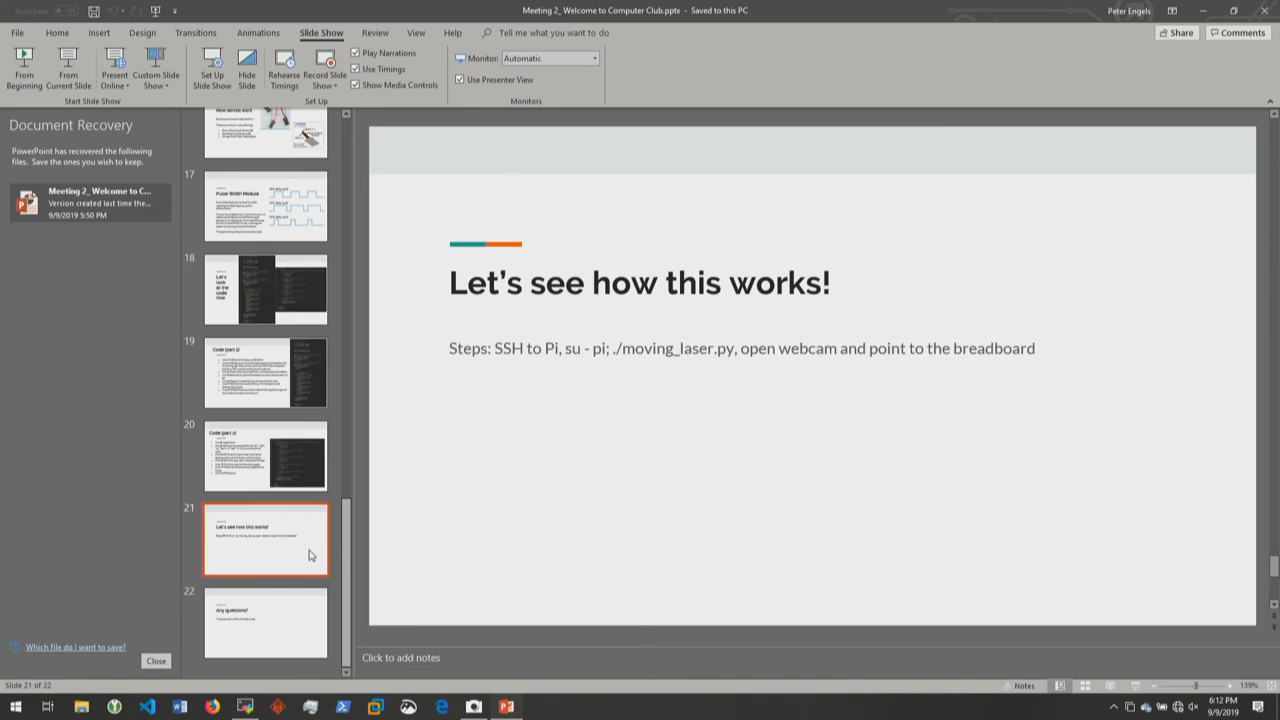 AutoSave Off
Meeting 2_ Welcome to Computer Club.pptx - Saved to this PC
Peter Engels
File Home Insert Design Transitions Animations Slide Show Review View Help Tell me what you want to do
Share Comments
From Beginning
From Current Slide
Present Online
Custom Slide Show
Set Up Slide Show
Hide Slide
Rehearse Timings
Record Slide Show
Play Narrations
Use Timings
Show Media Controls
Monitor: Automatic
Use Presenter View
Start Slide Show
Set Up
Monitors
Document Recovery
PowerPoint has recovered the following
files. Save the ones you wish to keep.
Meeting 2_ Welcome to C...
Version created last time the...
9/9/2019 5:50 PM
Which file do I want to save?
Close
How servos work
17
Pulse Width Module
18
Let's
look
at the
code
now
19
Code (part 1)
20
Code (part 2)
21
Let's see how this works!
22
Any questions?
Let's see how this works!
Steps: SSH to Pi, su - pi; ./moving_laser.py, open webcam and point to the breadboard
Click to add notes
Slide 21 of 22
Notes
139%
6:12 PM
9/9/2019